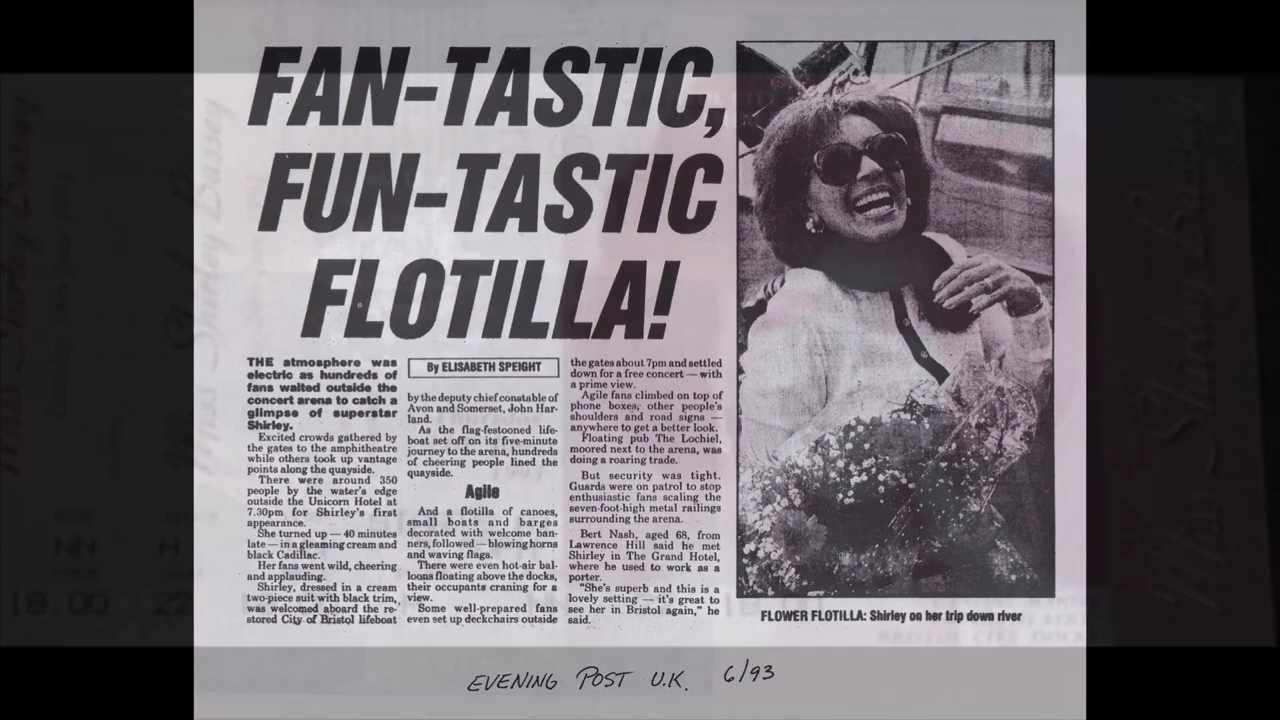 FAN-TASTIC,
FUN-TASTIC
FLOTILLA!
THE atmosphere was
electric as hundreds of
fans waited outside the
concert arena to catch a
glimpse of superstar
Shirley.
Excited crowds gathered by
the gates to the amphitheatre
while others took up vantage
points along the quayside.
There were around 350
people by the water's edge
outside the Unicorn Hotel at
7.30pm for Shirley's first
appearance.
She turned up — 40 minutes
late — in a gleaming cream and
black Cadillac.
Her fans went wild, cheering
and applauding.
Shirley, dressed in a cream
two-piece suit with black trim,
was welcomed aboard the re-
stored City of Bristol lifeboat
By ELISABETH SPEIGHT
by the deputy chief constable of
Avon and Somerset, John Har-
land.
As the flag-festooned life-
boat set off on its five-minute
journey to the arena, hundreds
of cheering people lined the
quayside.
Agile
And a flotilla of canoes,
small boats and barges
decorated with welcome ban-
ners, followed — blowing horns
and waving flags.
There were even hot-air bal-
loons floating above the docks,
their occupants craning for a
view.
Some well-prepared fans
even set up deckchairs outside
the gates about 7pm and settled
down for a free concert — with
a prime view.
Agile fans climbed on top of
phone boxes, other people's
shoulders and road signs —
anywhere to get a better look.
Floating pub The Lochiel,
moored next to the arena, was
doing a roaring trade.
But security was tight.
Guards were on patrol to stop
enthusiastic fans scaling the
seven-foot-high metal railings
surrounding the arena.
Bert Nash, aged 68, from
Lawrence Hill said he met
Shirley in The Grand Hotel,
where he used to work as a
porter.
"She's superb and this is a
lovely setting — it's great to
see her in Bristol again," he
said.
FLOWER FLOTILLA: Shirley on her trip down river
EVENING POST U.K. 6/93
Miss Shirley Bassey
Miss Shirley Bassey
Miss Shirley Bassey
18.00